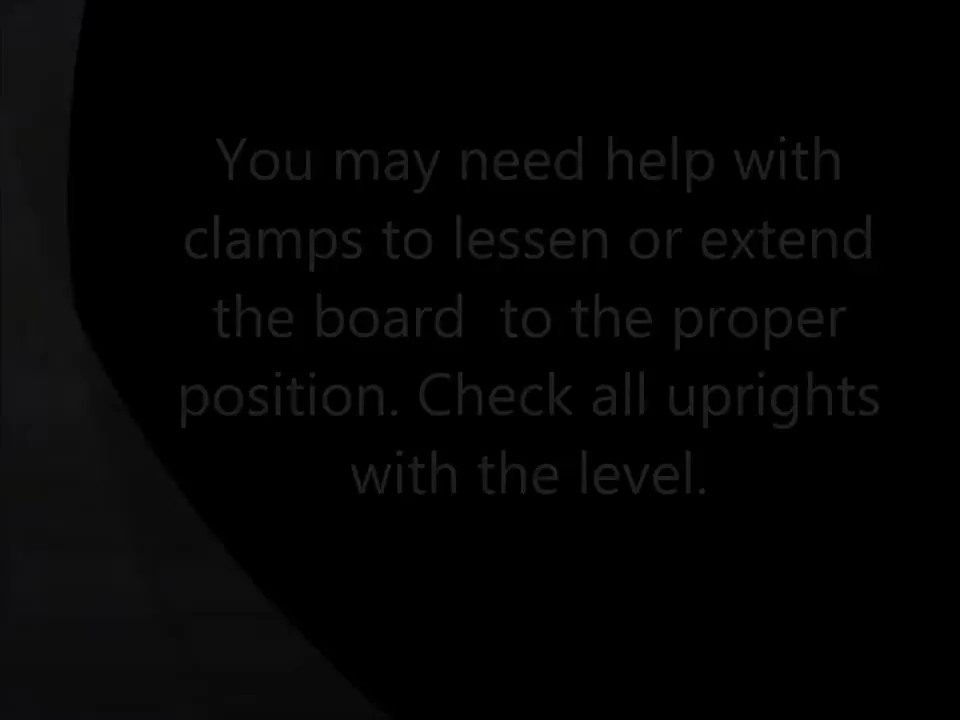 You may need help with
clamps to lessen or extend
the board  to the proper
position. Check all uprights
with the level.